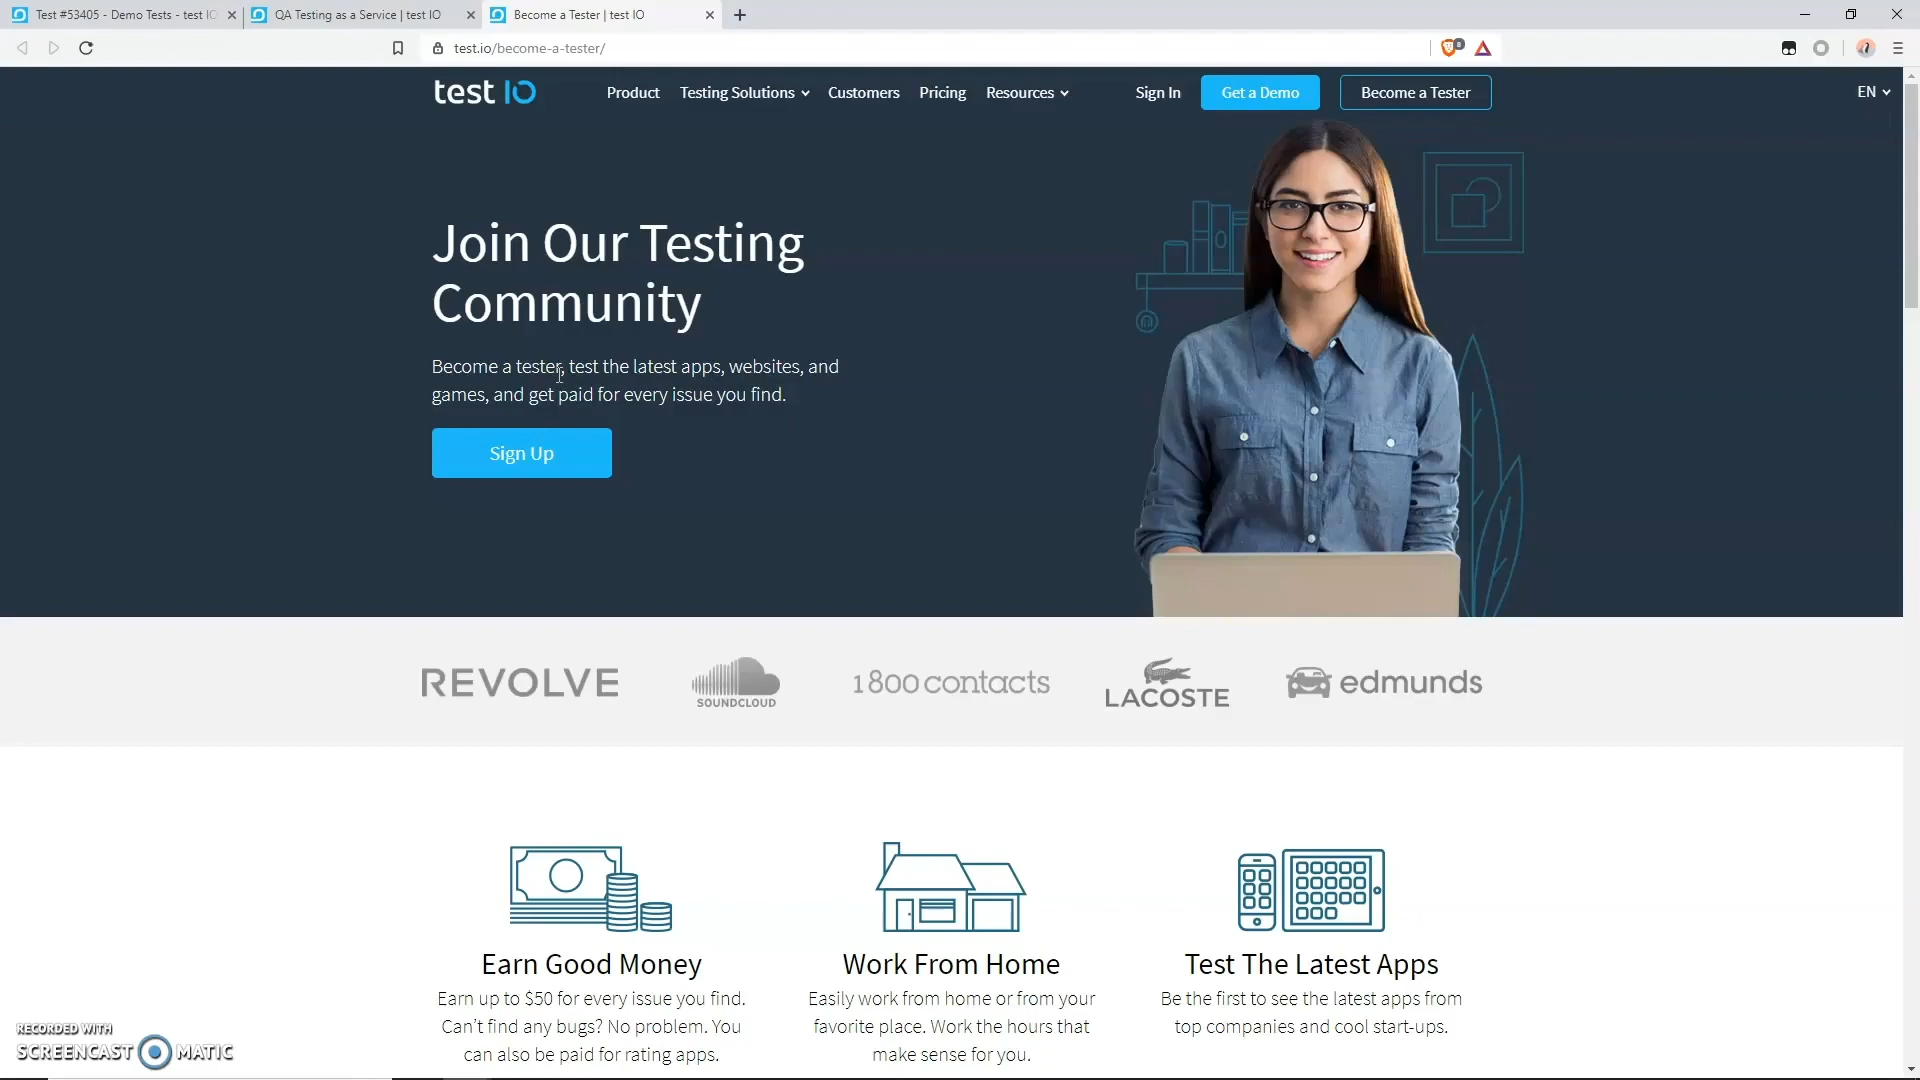 Test #53405 - Demo Tests - test IO
QA Testing as a Service | test IO
Become a Tester | test IO
test.io/become-a-tester/
8
test IO
Product
Testing Solutions
Customers
Pricing
Resources
Sign In
Get a Demo
Become a Tester
EN
Join Our Testing
Community
Become a tester, test the latest apps, websites, and
games, and get paid for every issue you find.
Sign Up
REVOLVE
SOUNDCLOUD
1800 contacts
LACOSTE
edmunds
Earn Good Money
Earn up to $50 for every issue you find.
Can't find any bugs? No problem. You
can also be paid for rating apps.
Work From Home
Easily work from home or from your
favorite place. Work the hours that
make sense for you.
Test The Latest Apps
Be the first to see the latest apps from
top companies and cool start-ups.
RECORDED WITH
SCREENCAST MATIC